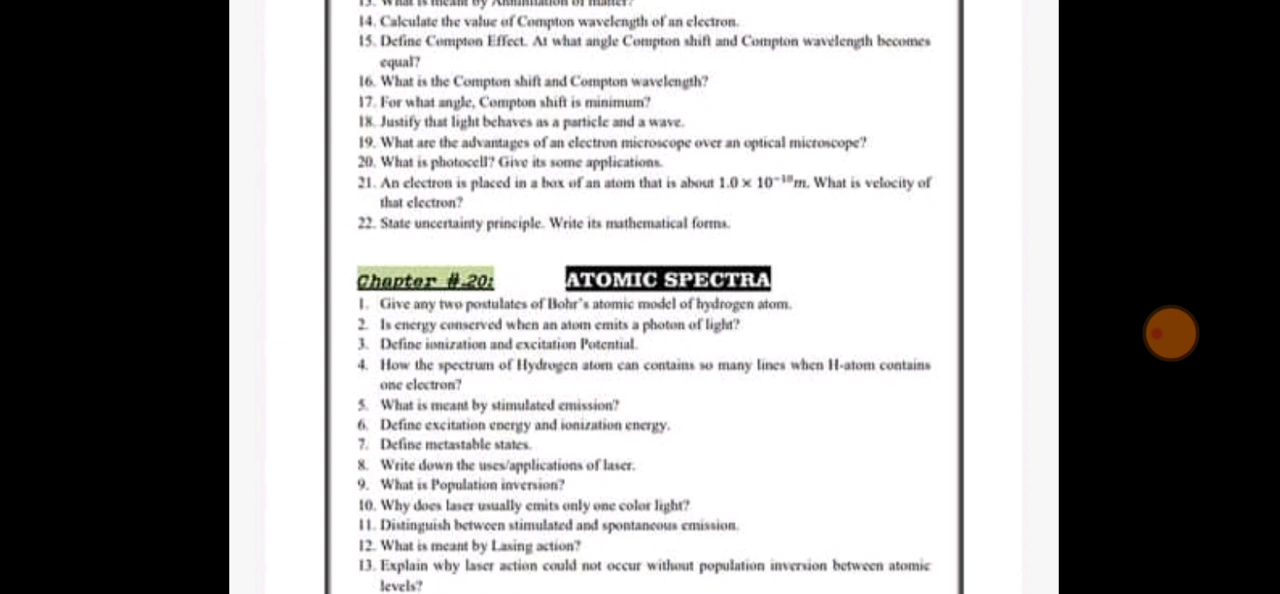 13. What is meant by Annihilation of matter?
14. Calculate the value of Compton wavelength of an electron.
15. Define Compton Effect. At what angle Compton shift and Compton wavelength becomes
equal?
16. What is the Compton shift and Compton wavelength?
17. For what angle, Compton shift is minimum?
18. Justify that light behaves as a particle and a wave.
19. What are the advantages of an electron microscope over an optical microscope?
20. What is photocell? Give its some applications.
21. An electron is placed in a box of an atom that is about 1.0 × 10⁻¹⁰m. What is velocity of
that electron?
22. State uncertainty principle. Write its mathematical forms.
Chapter # 20: ATOMIC SPECTRA
1. Give any two postulates of Bohr's atomic model of hydrogen atom.
2. Is energy conserved when an atom emits a photon of light?
3. Define ionization and excitation Potential.
4. How the spectrum of Hydrogen atom can contains so many lines when H-atom contains
one electron?
5. What is meant by stimulated emission?
6. Define excitation energy and ionization energy.
7. Define metastable states.
8. Write down the uses/applications of laser.
9. What is Population inversion?
10. Why does laser usually emits only one color light?
11. Distinguish between stimulated and spontaneous emission.
12. What is meant by Lasing action?
13. Explain why laser action could not occur without population inversion between atomic
levels?